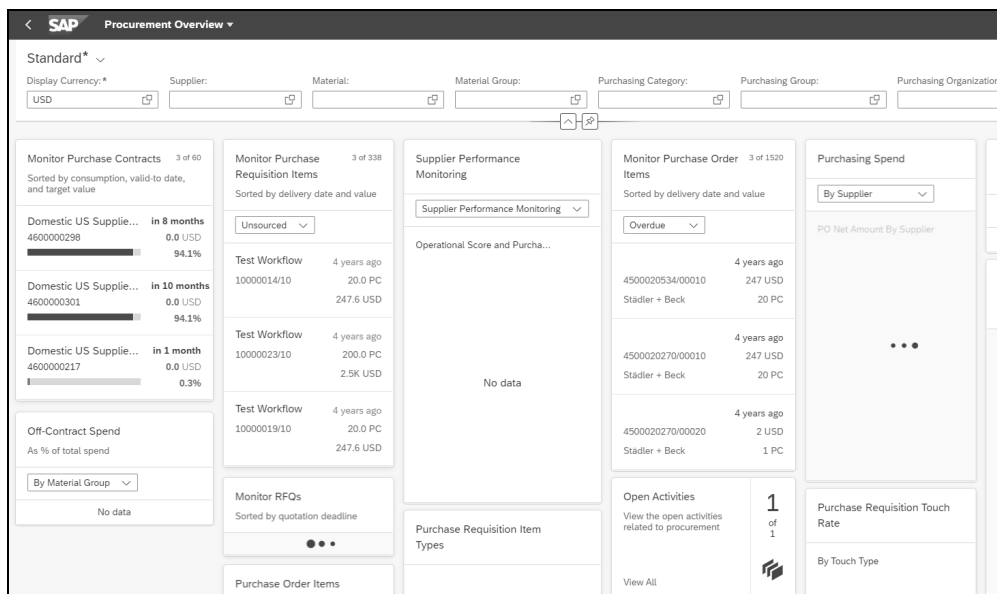 SAP Procurement Overview
Standard*
Display Currency:* Supplier: Material: Material Group: Purchasing Category: Purchasing Group: Purchasing Organization
USD
Monitor Purchase Contracts 3 of 60
Sorted by consumption, valid-to date,
and target value
Domestic US Supplie... in 8 months
4600000298 0.0 USD
94.1%
Domestic US Supplie... in 10 months
4600000301 0.0 USD
94.1%
Domestic US Supplie... in 1 month
4600000217 0.0 USD
0.3%
Off-Contract Spend
As % of total spend
By Material Group
No data
Monitor Purchase 3 of 338
Requisition Items
Sorted by delivery date and value
Unsourced
Test Workflow 4 years ago
10000014/10 20.0 PC
247.6 USD
Test Workflow 4 years ago
10000023/10 200.0 PC
2.5K USD
Test Workflow 4 years ago
10000019/10 20.0 PC
247.6 USD
Monitor RFQs
Sorted by quotation deadline
Purchase Order Items
Supplier Performance
Monitoring
Supplier Performance Monitoring
Operational Score and Purcha...
No data
Purchase Requisition Item
Types
Monitor Purchase Order 3 of 1520
Items
Sorted by delivery date and value
Overdue
4 years ago
4500020534/00010 247 USD
Städler + Beck 20 PC
4 years ago
4500020270/00010 247 USD
Städler + Beck 20 PC
4 years ago
4500020270/00020 2 USD
Städler + Beck 1 PC
Open Activities
View the open activities
related to procurement
View All
1
of
1
Purchasing Spend
By Supplier
PO Net Amount By Supplier
Purchase Requisition Touch
Rate
By Touch Type